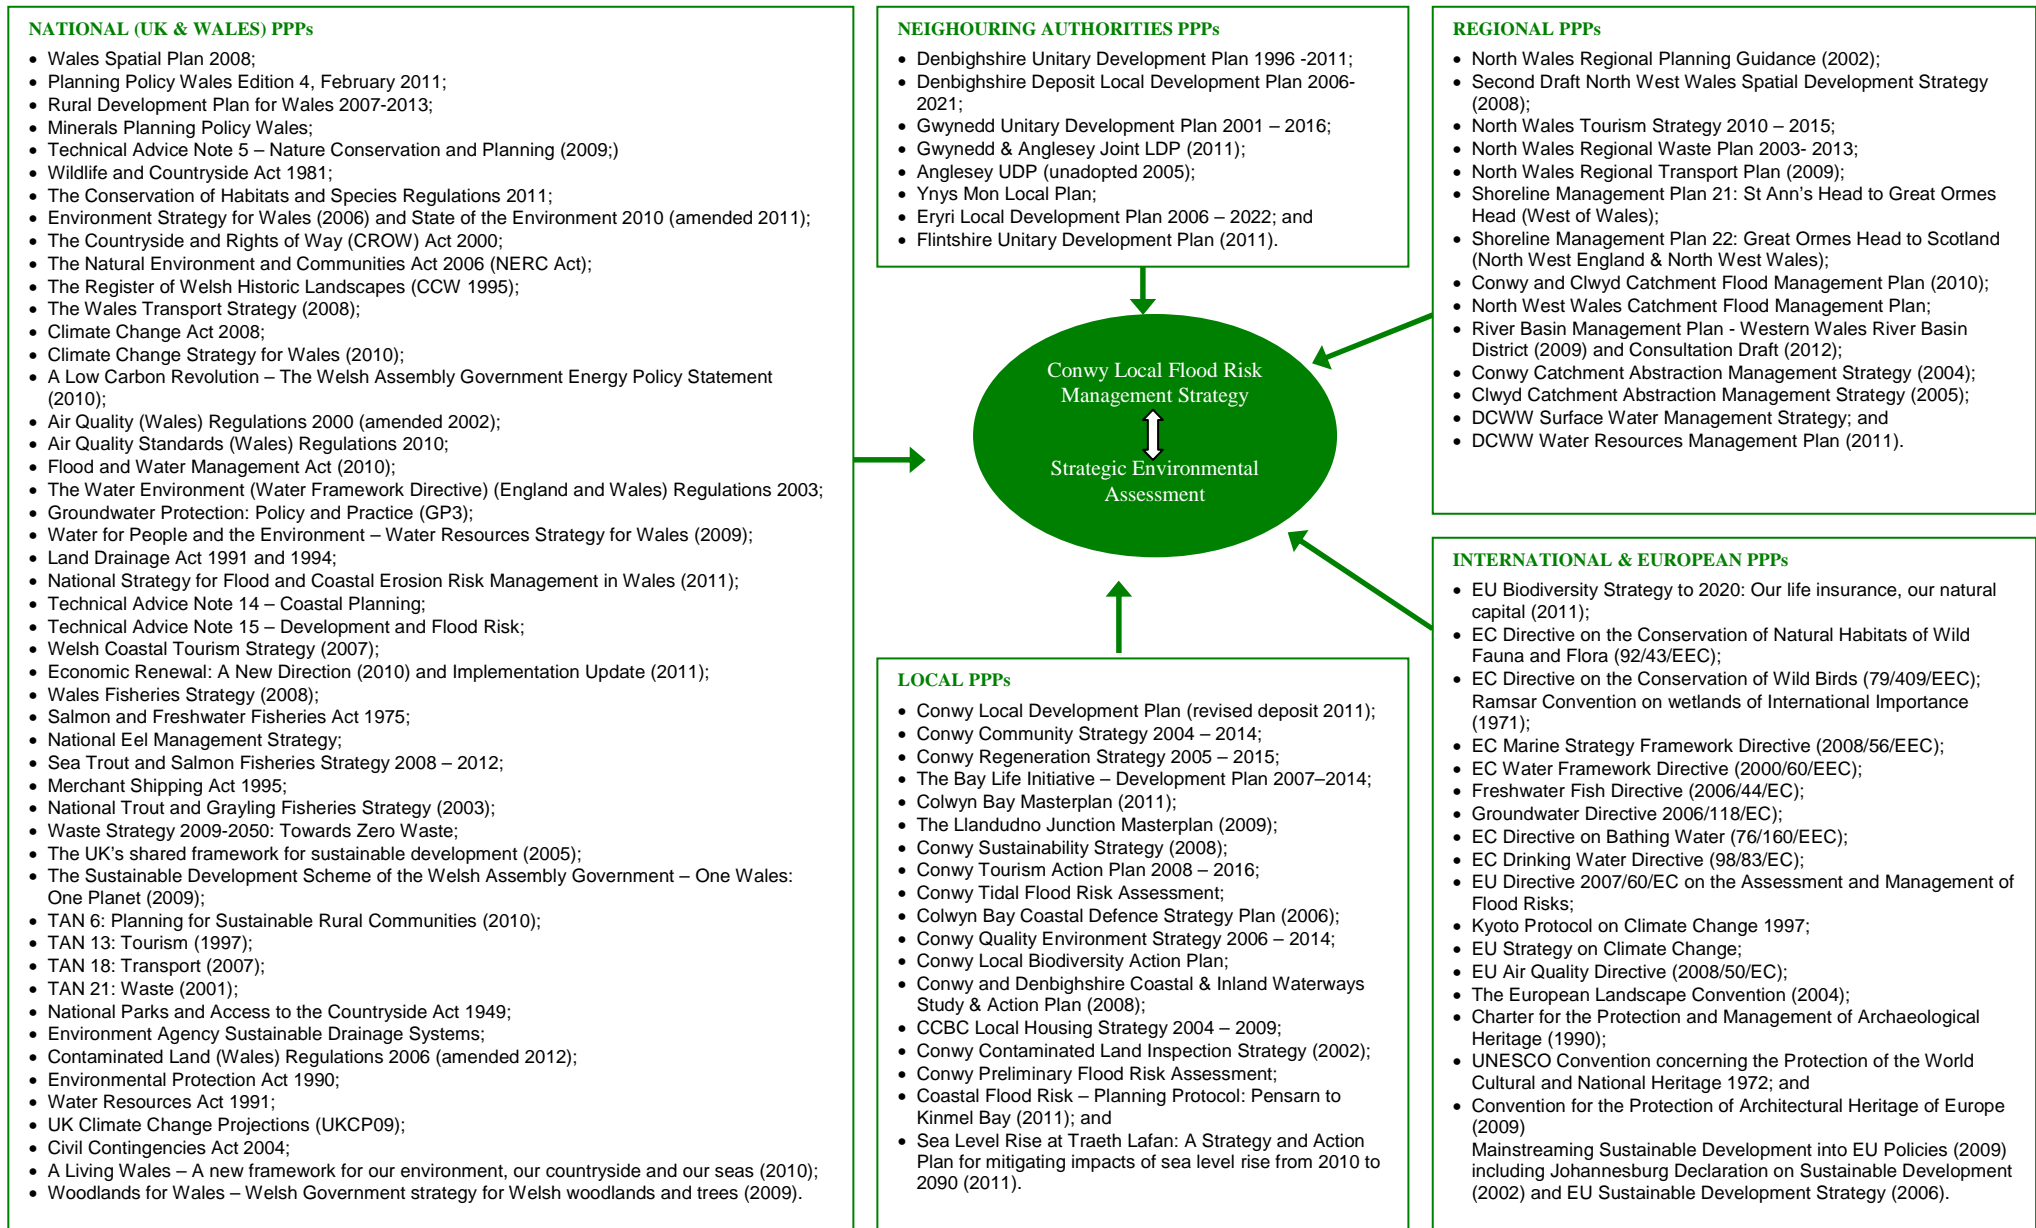 NATIONAL (UK & WALES) PPPs
• Wales Spatial Plan 2008;
• Planning Policy Wales Edition 4, February 2011;
• Rural Development Plan for Wales 2007-2013;
• Minerals Planning Policy Wales;
• Technical Advice Note 5 – Nature Conservation and Planning (2009;)
• Wildlife and Countryside Act 1981;
• The Conservation of Habitats and Species Regulations 2011;
• Environment Strategy for Wales (2006) and State of the Environment 2010 (amended 2011);
• The Countryside and Rights of Way (CROW) Act 2000;
• The Natural Environment and Communities Act 2006 (NERC Act);
• The Register of Welsh Historic Landscapes (CCW 1995);
• The Wales Transport Strategy (2008);
• Climate Change Act 2008;
• Climate Change Strategy for Wales (2010);
• A Low Carbon Revolution – The Welsh Assembly Government Energy Policy Statement
(2010);
• Air Quality (Wales) Regulations 2000 (amended 2002);
• Air Quality Standards (Wales) Regulations 2010;
• Flood and Water Management Act (2010);
• The Water Environment (Water Framework Directive) (England and Wales) Regulations 2003;
• Groundwater Protection: Policy and Practice (GP3);
• Water for People and the Environment – Water Resources Strategy for Wales (2009);
• Land Drainage Act 1991 and 1994;
• National Strategy for Flood and Coastal Erosion Risk Management in Wales (2011);
• Technical Advice Note 14 – Coastal Planning;
• Technical Advice Note 15 – Development and Flood Risk;
• Welsh Coastal Tourism Strategy (2007);
• Economic Renewal: A New Direction (2010) and Implementation Update (2011);
• Wales Fisheries Strategy (2008);
• Salmon and Freshwater Fisheries Act 1975;
• National Eel Management Strategy;
• Sea Trout and Salmon Fisheries Strategy 2008 – 2012;
• Merchant Shipping Act 1995;
• National Trout and Grayling Fisheries Strategy (2003);
• Waste Strategy 2009-2050: Towards Zero Waste;
• The UK's shared framework for sustainable development (2005);
• The Sustainable Development Scheme of the Welsh Assembly Government – One Wales:
One Planet (2009);
• TAN 6: Planning for Sustainable Rural Communities (2010);
• TAN 13: Tourism (1997);
• TAN 18: Transport (2007);
• TAN 21: Waste (2001);
• National Parks and Access to the Countryside Act 1949;
• Environment Agency Sustainable Drainage Systems;
• Contaminated Land (Wales) Regulations 2006 (amended 2012);
• Environmental Protection Act 1990;
• Water Resources Act 1991;
• UK Climate Change Projections (UKCP09);
• Civil Contingencies Act 2004;
• A Living Wales – A new framework for our environment, our countryside and our seas (2010);
• Woodlands for Wales – Welsh Government strategy for Welsh woodlands and trees (2009).
NEIGHBOURING AUTHORITIES PPPs
• Denbighshire Unitary Development Plan 1996 -2011;
• Denbighshire Deposit Local Development Plan 2006-
2021;
• Gwynedd Unitary Development Plan 2001 – 2016;
• Gwynedd & Anglesey Joint LDP (2011);
• Anglesey UDP (unadopted 2005);
• Ynys Mon Local Plan;
• Eryri Local Development Plan 2006 – 2022; and
• Flintshire Unitary Development Plan (2011).
Conwy Local Flood Risk
Management Strategy
Strategic Environmental
Assessment
LOCAL PPPs
• Conwy Local Development Plan (revised deposit 2011);
• Conwy Community Strategy 2004 – 2014;
• Conwy Regeneration Strategy 2005 – 2015;
• The Bay Life Initiative – Development Plan 2007–2014;
• Colwyn Bay Masterplan (2011);
• The Llandudno Junction Masterplan (2009);
• Conwy Sustainability Strategy (2008);
• Conwy Tourism Action Plan 2008 – 2016;
• Conwy Tidal Flood Risk Assessment;
• Colwyn Bay Coastal Defence Strategy Plan (2006);
• Conwy Quality Environment Strategy 2006 – 2014;
• Conwy Local Biodiversity Action Plan;
• Conwy and Denbighshire Coastal & Inland Waterways
Study & Action Plan (2008);
• CCBC Local Housing Strategy 2004 – 2009;
• Conwy Contaminated Land Inspection Strategy (2002);
• Conwy Preliminary Flood Risk Assessment;
• Coastal Flood Risk – Planning Protocol: Pensarn to
Kinmel Bay (2011); and
• Sea Level Rise at Traeth Lafan: A Strategy and Action
Plan for mitigating impacts of sea level rise from 2010 to
2090 (2011).
REGIONAL PPPs
• North Wales Regional Planning Guidance (2002);
• Second Draft North West Wales Spatial Development Strategy
(2008);
• North Wales Tourism Strategy 2010 – 2015;
• North Wales Regional Waste Plan 2003- 2013;
• North Wales Regional Transport Plan (2009);
• Shoreline Management Plan 21: St Ann's Head to Great Ormes
Head (West of Wales);
• Shoreline Management Plan 22: Great Ormes Head to Scotland
(North West England & North West Wales);
• Conwy and Clwyd Catchment Flood Management Plan (2010);
• North West Wales Catchment Flood Management Plan;
• River Basin Management Plan - Western Wales River Basin
District (2009) and Consultation Draft (2012);
• Conwy Catchment Abstraction Management Strategy (2004);
• Clwyd Catchment Abstraction Management Strategy (2005);
• DCWW Surface Water Management Strategy; and
• DCWW Water Resources Management Plan (2011).
INTERNATIONAL & EUROPEAN PPPs
• EU Biodiversity Strategy to 2020: Our life insurance, our natural
capital (2011);
• EC Directive on the Conservation of Natural Habitats of Wild
Fauna and Flora (92/43/EEC);
• EC Directive on the Conservation of Wild Birds (79/409/EEC);
Ramsar Convention on wetlands of International Importance
(1971);
• EC Marine Strategy Framework Directive (2008/56/EEC);
• EC Water Framework Directive (2000/60/EEC);
• Freshwater Fish Directive (2006/44/EC);
• Groundwater Directive 2006/118/EC);
• EC Directive on Bathing Water (76/160/EEC);
• EC Drinking Water Directive (98/83/EC);
• EU Directive 2007/60/EC on the Assessment and Management of
Flood Risks;
• Kyoto Protocol on Climate Change 1997;
• EU Strategy on Climate Change;
• EU Air Quality Directive (2008/50/EC);
• The European Landscape Convention (2004);
• Charter for the Protection and Management of Archaeological
Heritage (1990);
• UNESCO Convention concerning the Protection of the World
Cultural and National Heritage 1972; and
• Convention for the Protection of Architectural Heritage of Europe
(2009)
Mainstreaming Sustainable Development into EU Policies (2009)
including Johannesburg Declaration on Sustainable Development
(2002) and EU Sustainable Development Strategy (2006).